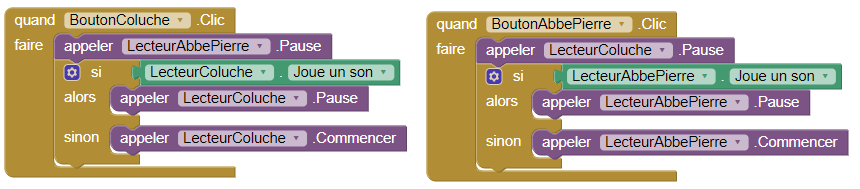 quand BoutonColuche .Clic
faire appeler LecteurAbbePierre .Pause
si LecteurColuche . Joue un son
alors appeler LecteurColuche .Pause
sinon appeler LecteurColuche .Commencer
quand BoutonAbbePierre .Clic
faire appeler LecteurColuche .Pause
si LecteurAbbePierre . Joue un son
alors appeler LecteurAbbePierre .Pause
sinon appeler LecteurAbbePierre .Commencer